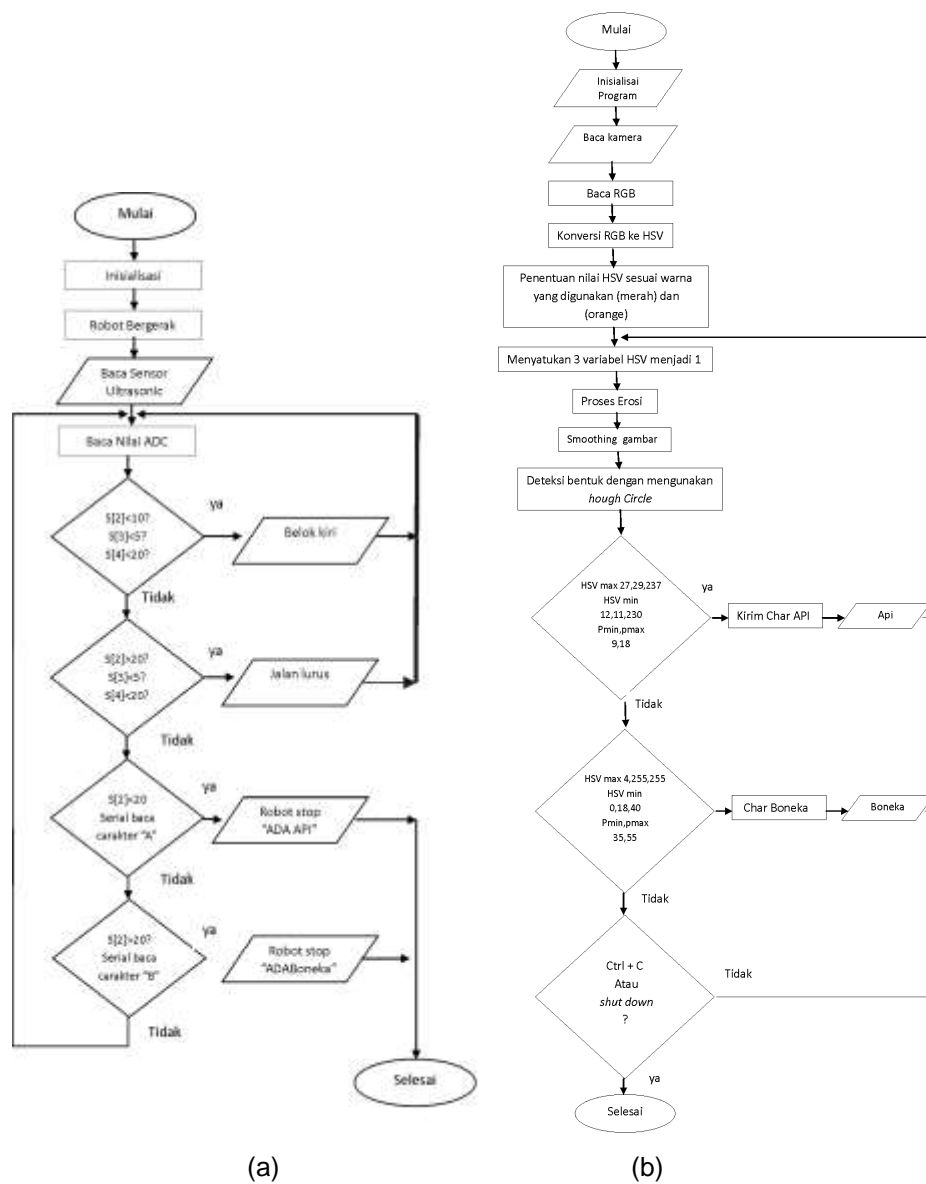 Mulai
Inisialisasi
Robot Bergerak
Baca Sensor
Ultrasonic
Baca Nilai ADC
S[2]<10?
S[3]<5?
S[4]<20?
ya
Belok kiri
Tidak
S[2]>20?
S[3]<5?
S[4]<20?
ya
Jalan lurus
Tidak
S[2]<20
Serial baca
carakter "A"
ya
Robot stop
"ADA API"
Tidak
S[2]>20?
Serial baca
carakter "B"
ya
Robot stop
"ADABoneka"
Tidak
Selesai
(a)
Mulai
Inisialisai
Program
Baca kamera
Baca RGB
Konversi RGB ke HSV
Penentuan nilai HSV sesuai warna
yang digunakan (merah) dan
(orange)
Menyatukan 3 variabel HSV menjadi 1
Proses Erosi
Smoothing gambar
Deteksi bentuk dengan mengunakan
hough Circle
HSV max 27,29,237
HSV min
12,11,230
Pmin,pmax
9,18
ya
Kirim Char API
Api
Tidak
HSV max 4,255,255
HSV min
0,18,40
Pmin,pmax
35,55
Char Boneka
Boneka
Tidak
Ctrl + C
Atau
shut down
?
Tidak
ya
Selesai
(b)